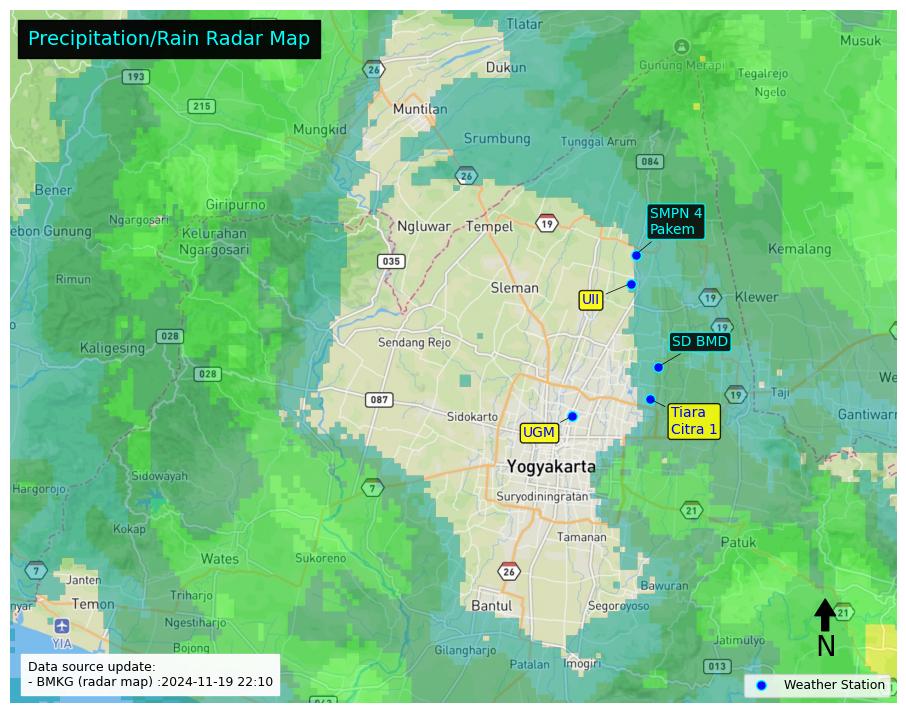 Precipitation/Rain Radar Map
Tlatar
Musuk
26
193
Dukun
Gunung Merapi
Tegalrejo
Ngelo
215
Muntilan
Mungkid
Srumbung
Tunggal Arum
084
26
Bener
Giripurno
SMPN 4
Pakem
Ngargosari
ebon Gunung
Kelurahan
Ngargosari
Ngluwar
Tempel
19
Kemalang
035
Rimun
Sleman
UII
19
Klewer
19
028
Kaligesing
Sendang Rejo
SD BMD
028
We
087
Sidokarto
19
Taji
Tiara
Citra 1
Gantiwarn
UGM
Yogyakarta
Sidowayah
Hargorojo
7
Suryodiningratan
21
Kokap
Tamanan
Patuk
Wates
Sukoreno
7
Janten
26
Bawuran
Triharjo
nyar
Temon
Bantul
Segoroyoso
21
Ngestiharjo
YIA
Bojong
Gilangharjo
Jatimulyo
N
Patalan
Imogiri
013
Data source update:
- BMKG (radar map) :2024-11-19 22:10
Weather Station